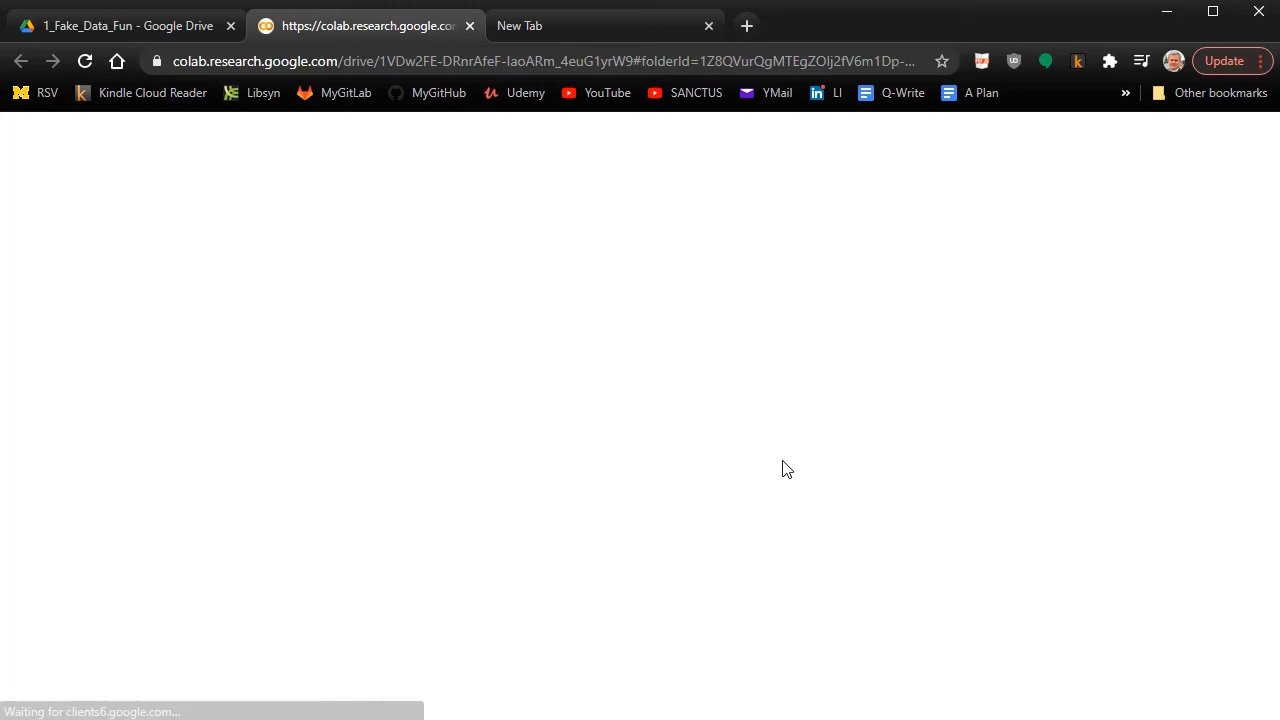 1_Fake_Data_Fun - Google Drive
https://colab.research.google.co
New Tab
colab.research.google.com/drive/1VDw2FE-DRnrAfeF-IaoARm_4euG1yrW9#folderId=1Z8QVurQgMTEgZOIj2fV6m1Dp-...
Update
RSV Kindle Cloud Reader Libsyn MyGitLab MyGitHub Udemy YouTube SANCTUS YMail LI Q-Write A Plan » Other bookmarks
Waiting for clients6.google.com...